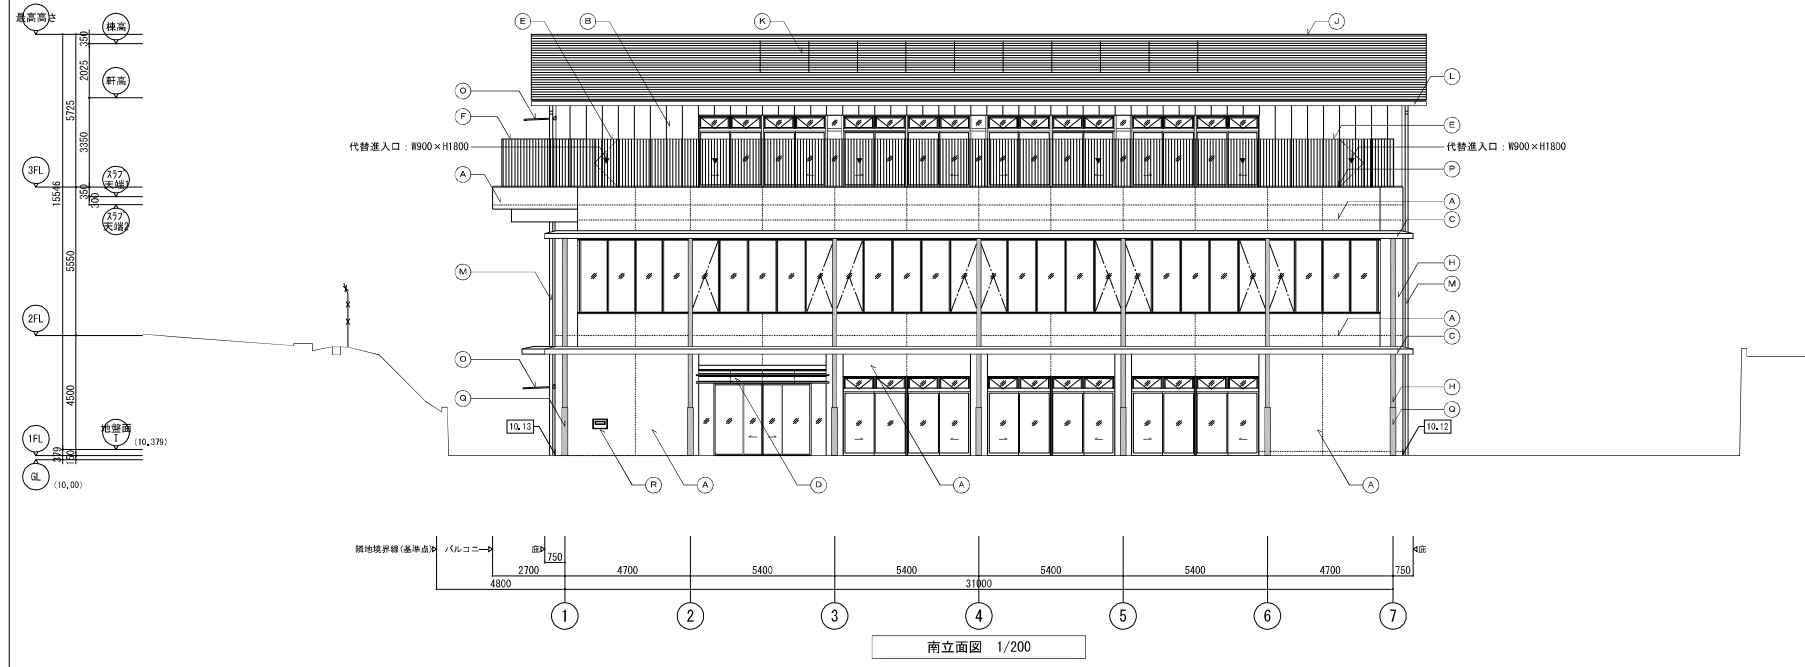 最高高さ
棟高
軒高
3FL
スラブ
天端1
スラブ
天端2
2FL
1FL
地盤面
I
(10.379)
GL
(10.00)
350
2025
5725
3350
15546
350
300
5550
4500
379
150
E
B
K
J
L
O
F
E
代替進入口：W900×H1800
代替進入口：W900×H1800
A
P
A
C
M
H
M
A
C
O
H
Q
Q
10.13
10.12
R
A
D
A
A
隣地境界線(基準点)
バルコニー
庇
庇
750
2700
4700
5400
5400
5400
5400
4700
750
4800
31000
1
2
3
4
5
6
7
南立面図 1/200